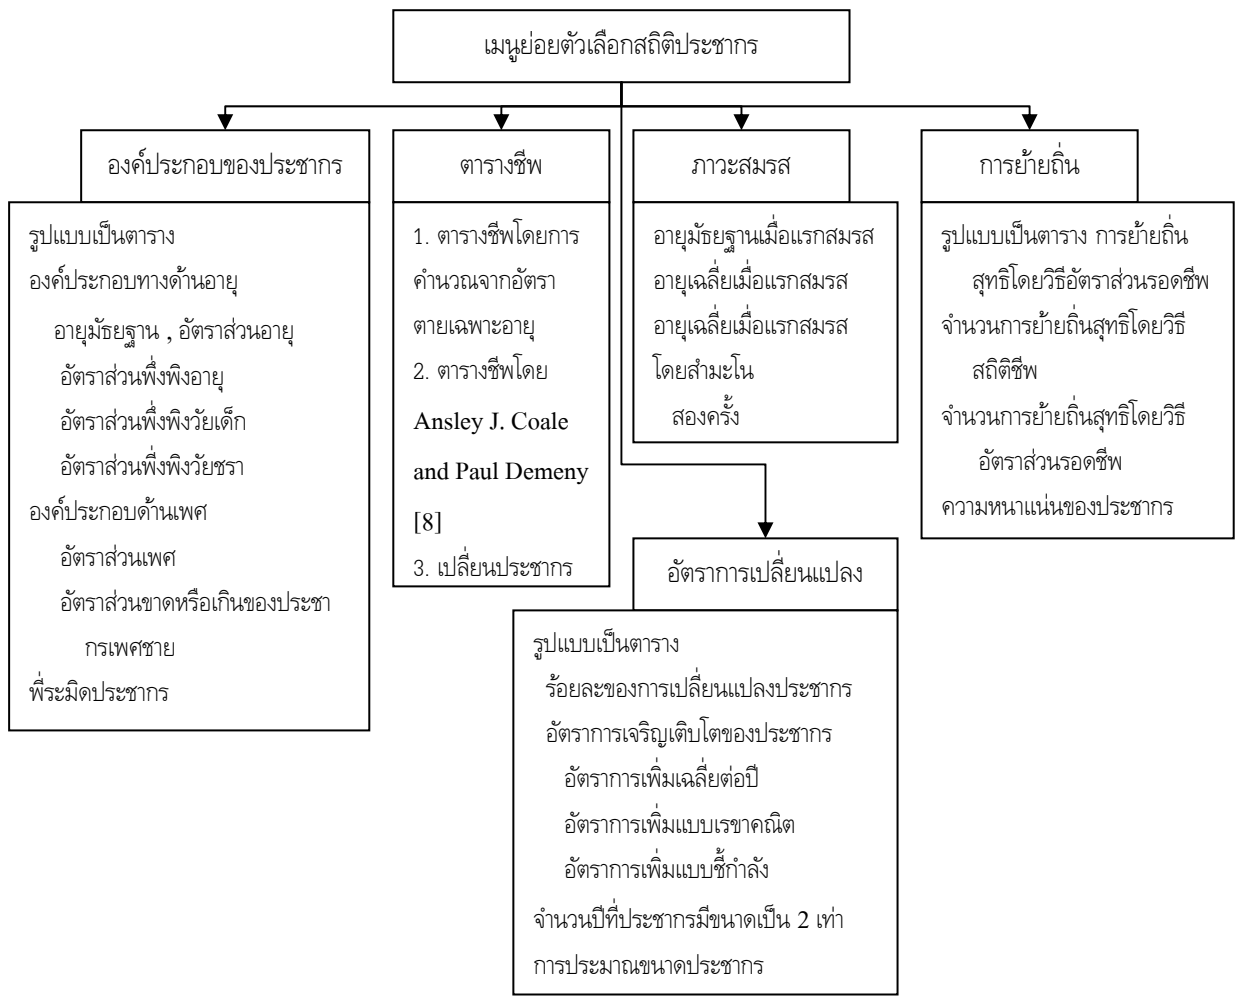 เมนูย่อยตัวเลือกสถิติประชากร
องค์ประกอบของประชากร
รูปแบบเป็นตาราง
องค์ประกอบทางด้านอายุ
อายุมัธยฐาน , อัตราส่วนอายุ
อัตราส่วนพึ่งพิงอายุ
อัตราส่วนพึ่งพิงวัยเด็ก
อัตราส่วนพึ่งพิงวัยชรา
องค์ประกอบด้านเพศ
อัตราส่วนเพศ
อัตราส่วนขาดหรือเกินของประชา
กรเพศชาย
พี่ระมิดประชากร
ตารางชีพ
1. ตารางชีพโดยการ
คำนวณจากอัตรา
ตายเฉพาะอายุ
2. ตารางชีพโดย
Ansley J. Coale
and Paul Demeny
[8]
3. เปลี่ยนประชากร
ภาวะสมรส
อายุมัธยฐานเมื่อแรกสมรส
อายุเฉลี่ยเมื่อแรกสมรส
อายุเฉลี่ยเมื่อแรกสมรส
โดยสำมะโน
สองครั้ง
การย้ายถิ่น
รูปแบบเป็นตาราง การย้ายถิ่น
สุทธิโดยวิธีอัตราส่วนรอดชีพ
จำนวนการย้ายถิ่นสุทธิโดยวิธี
สถิติชีพ
จำนวนการย้ายถิ่นสุทธิโดยวิธี
อัตราส่วนรอดชีพ
ความหนาแน่นของประชากร
อัตราการเปลี่ยนแปลง
รูปแบบเป็นตาราง
ร้อยละของการเปลี่ยนแปลงประชากร
อัตราการเจริญเติบโตของประชากร
อัตราการเพิ่มเฉลี่ยต่อปี
อัตราการเพิ่มแบบเรขาคณิต
อัตราการเพิ่มแบบชี้กำลัง
จำนวนปีที่ประชากรมีขนาดเป็น 2 เท่า
การประมาณขนาดประชากร